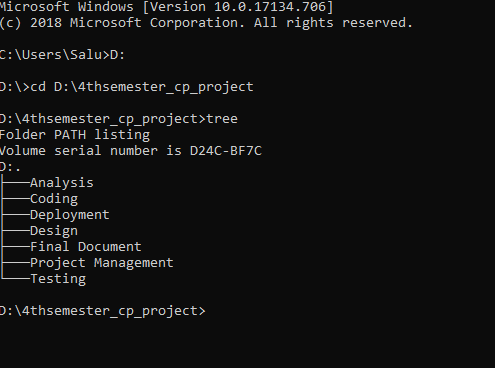 Microsoft Windows [Version 10.0.17134.706]
(c) 2018 Microsoft Corporation. All rights reserved.
C:\Users\Salu>D:
D:\>cd D:\4thsemester_cp_project
D:\4thsemester_cp_project>tree
Folder PATH listing
Volume serial number is D24C-BF7C
D:.
├───Analysis
├───Coding
├───Deployment
├───Design
├───Final Document
├───Project Management
└───Testing
D:\4thsemester_cp_project>